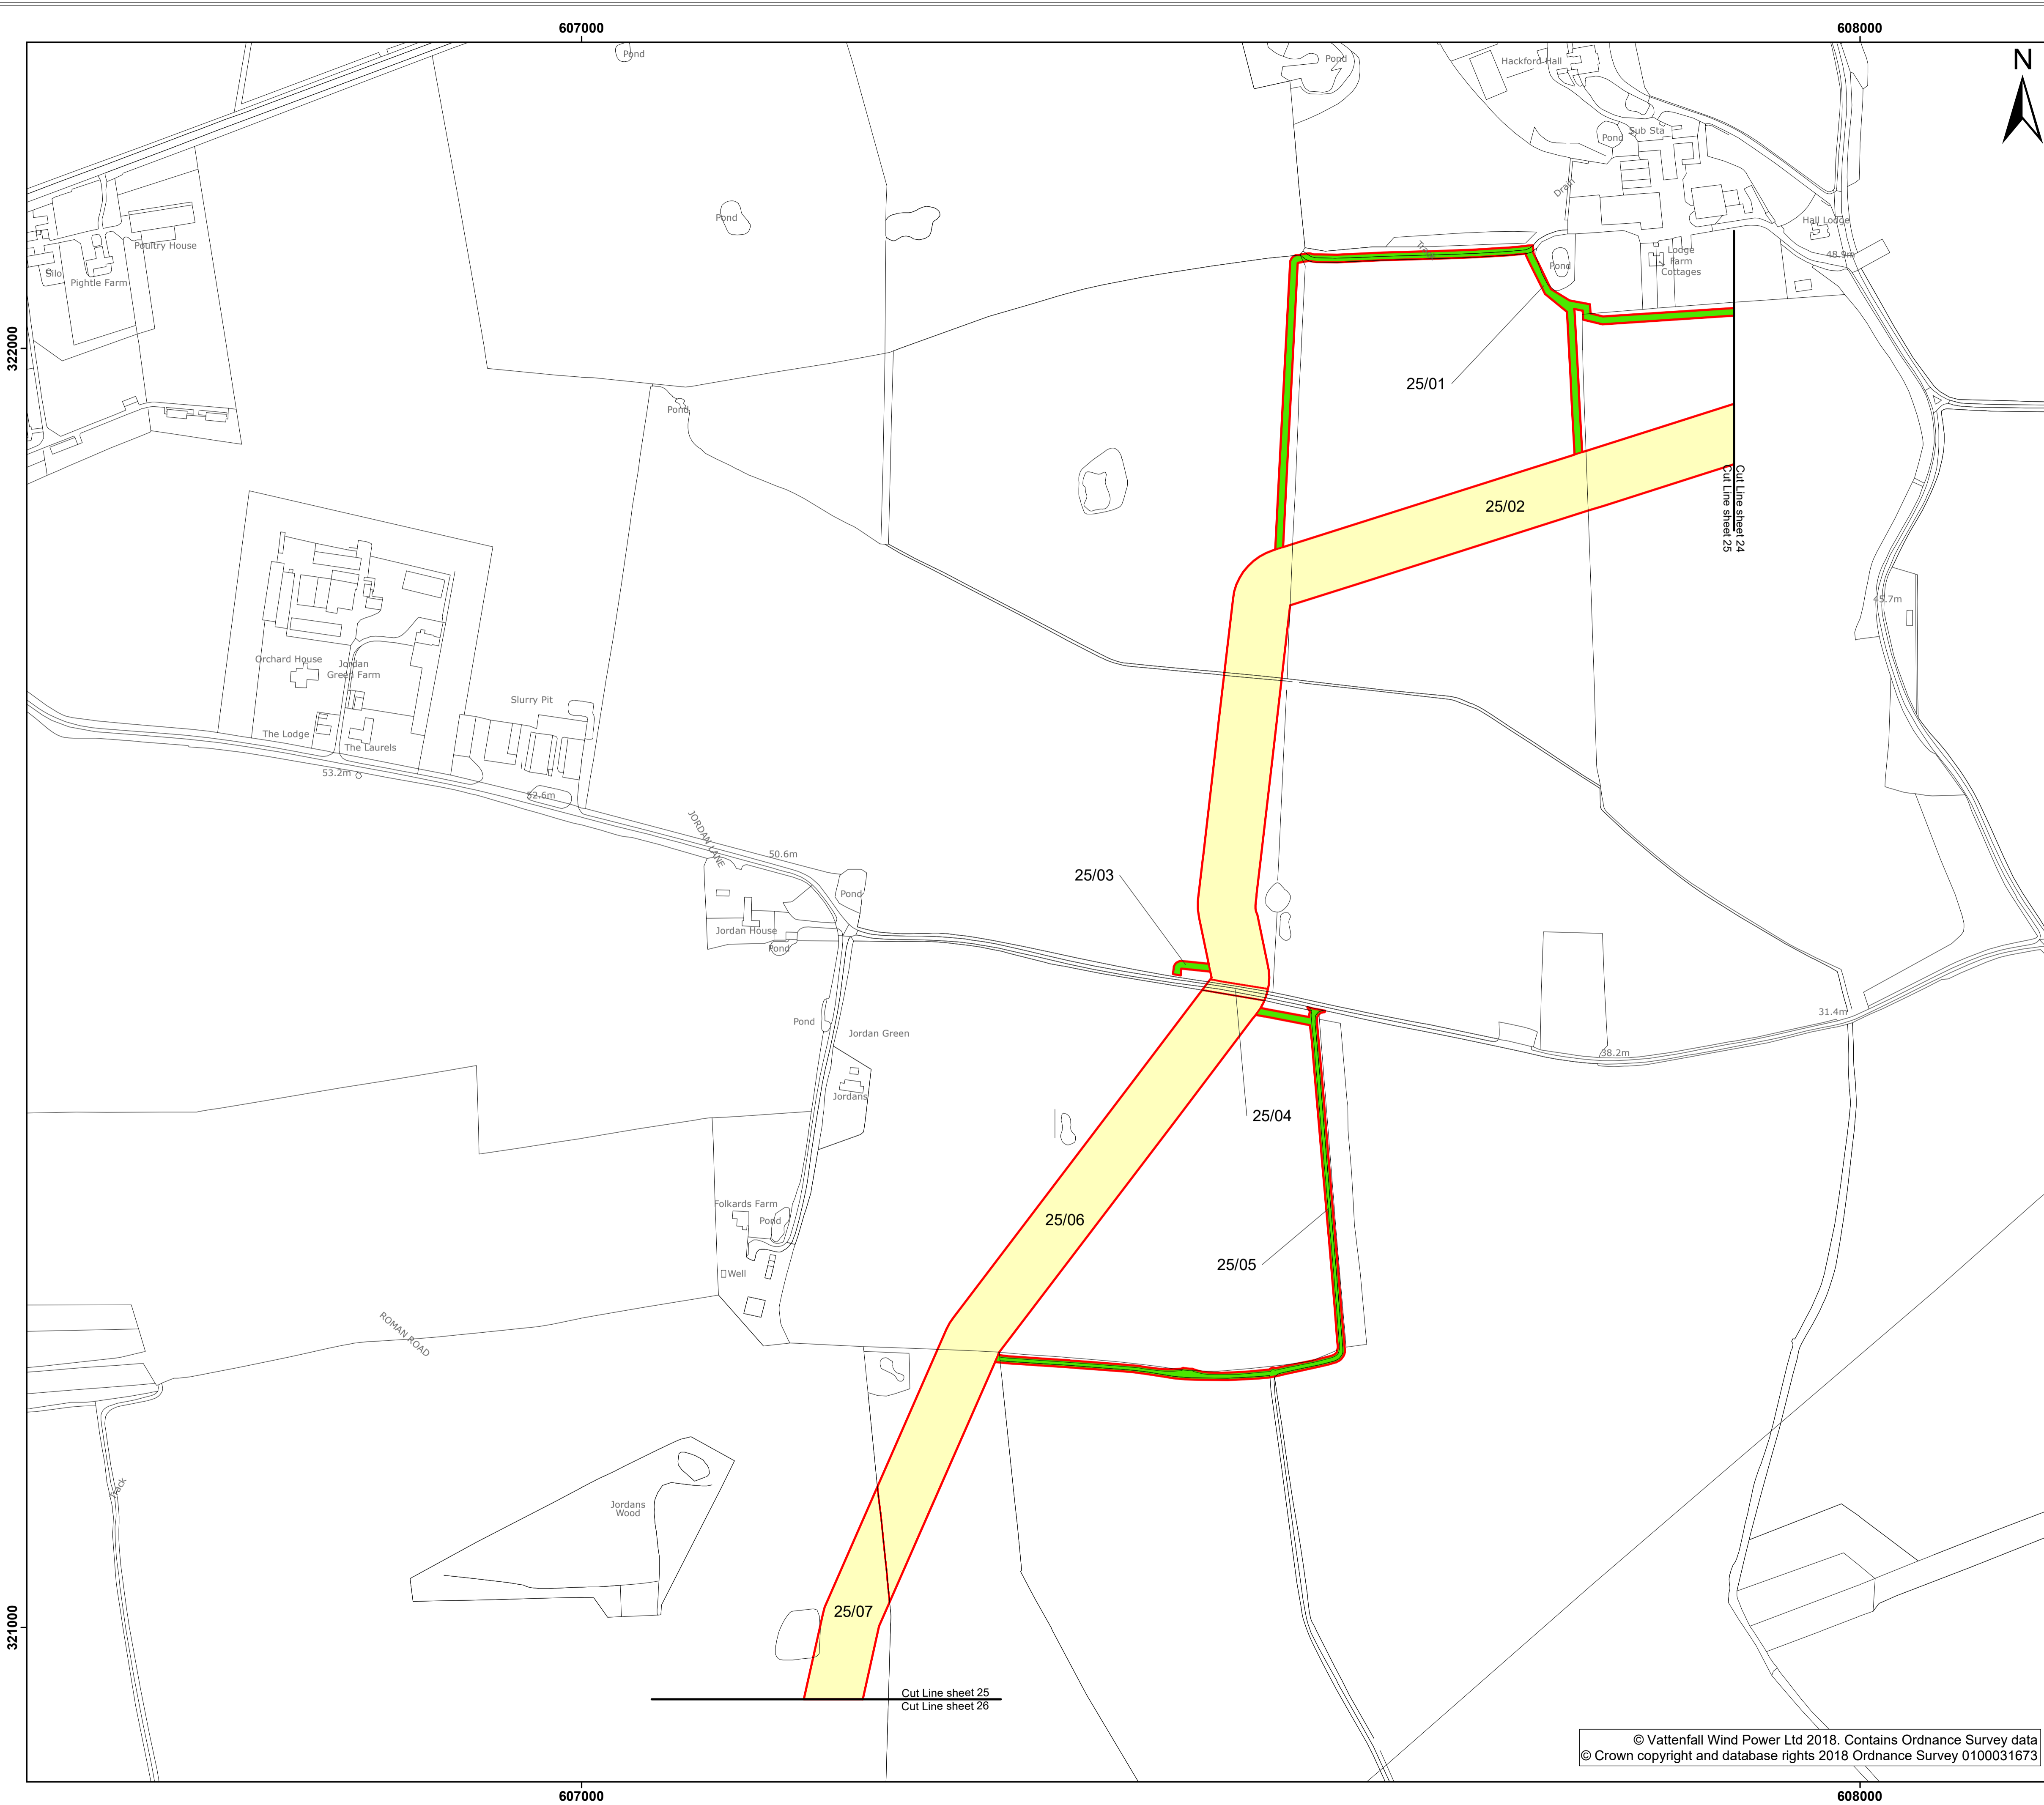 607000
608000
N
Pond
Pond
Hackford Hall
Sub Sta
Pond
Drain
Pond
Poultry House
Hall Lodge
Silo
Pightle Farm
Track
Pond
Lodge
Farm
Cottages
48.9m
322000
25/01
Pond
25/02
Cut Line sheet 24
Cut Line sheet 25
45.7m
Orchard House
Jordan
Green Farm
Slurry Pit
The Lodge
The Laurels
53.2m
52.6m
JORDAN LANE
50.6m
25/03
Pond
Jordan House
Pond
Pond
Jordan Green
31.4m
38.2m
Jordans
25/04
Folkards Farm
Pond
25/06
25/05
Well
ROMAN ROAD
Track
Jordans
Wood
25/07
321000
Cut Line sheet 25
Cut Line sheet 26
© Vattenfall Wind Power Ltd 2018. Contains Ordnance Survey data
© Crown copyright and database rights 2018 Ordnance Survey 0100031673
607000
608000